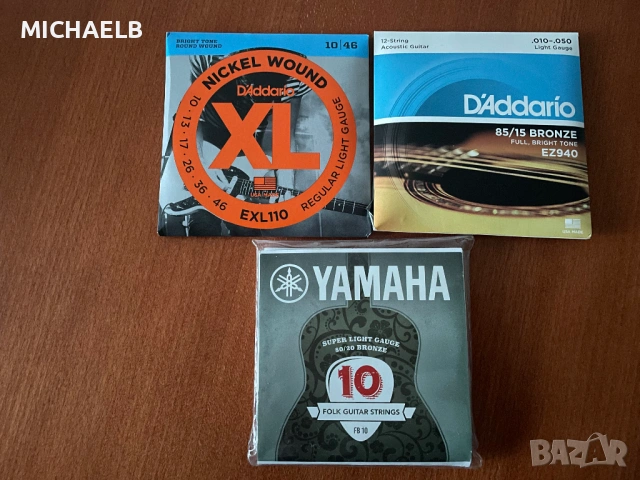 MICHAELB
BRIGHT TONE
ROUND WOUND
10 | 46
NICKEL WOUND
D'Addario
XL
10 · 13 · 17 · 26 · 36 · 46
REGULAR LIGHT GAUGE
EXL110
12-String
Acoustic Guitar
.010–.050
Light Gauge
D'Addario
85/15 BRONZE
FULL, BRIGHT TONE
EZ940
YAMAHA
SUPER LIGHT GAUGE
80/20 BRONZE
10
FOLK GUITAR STRINGS
FB 10
BAZAR